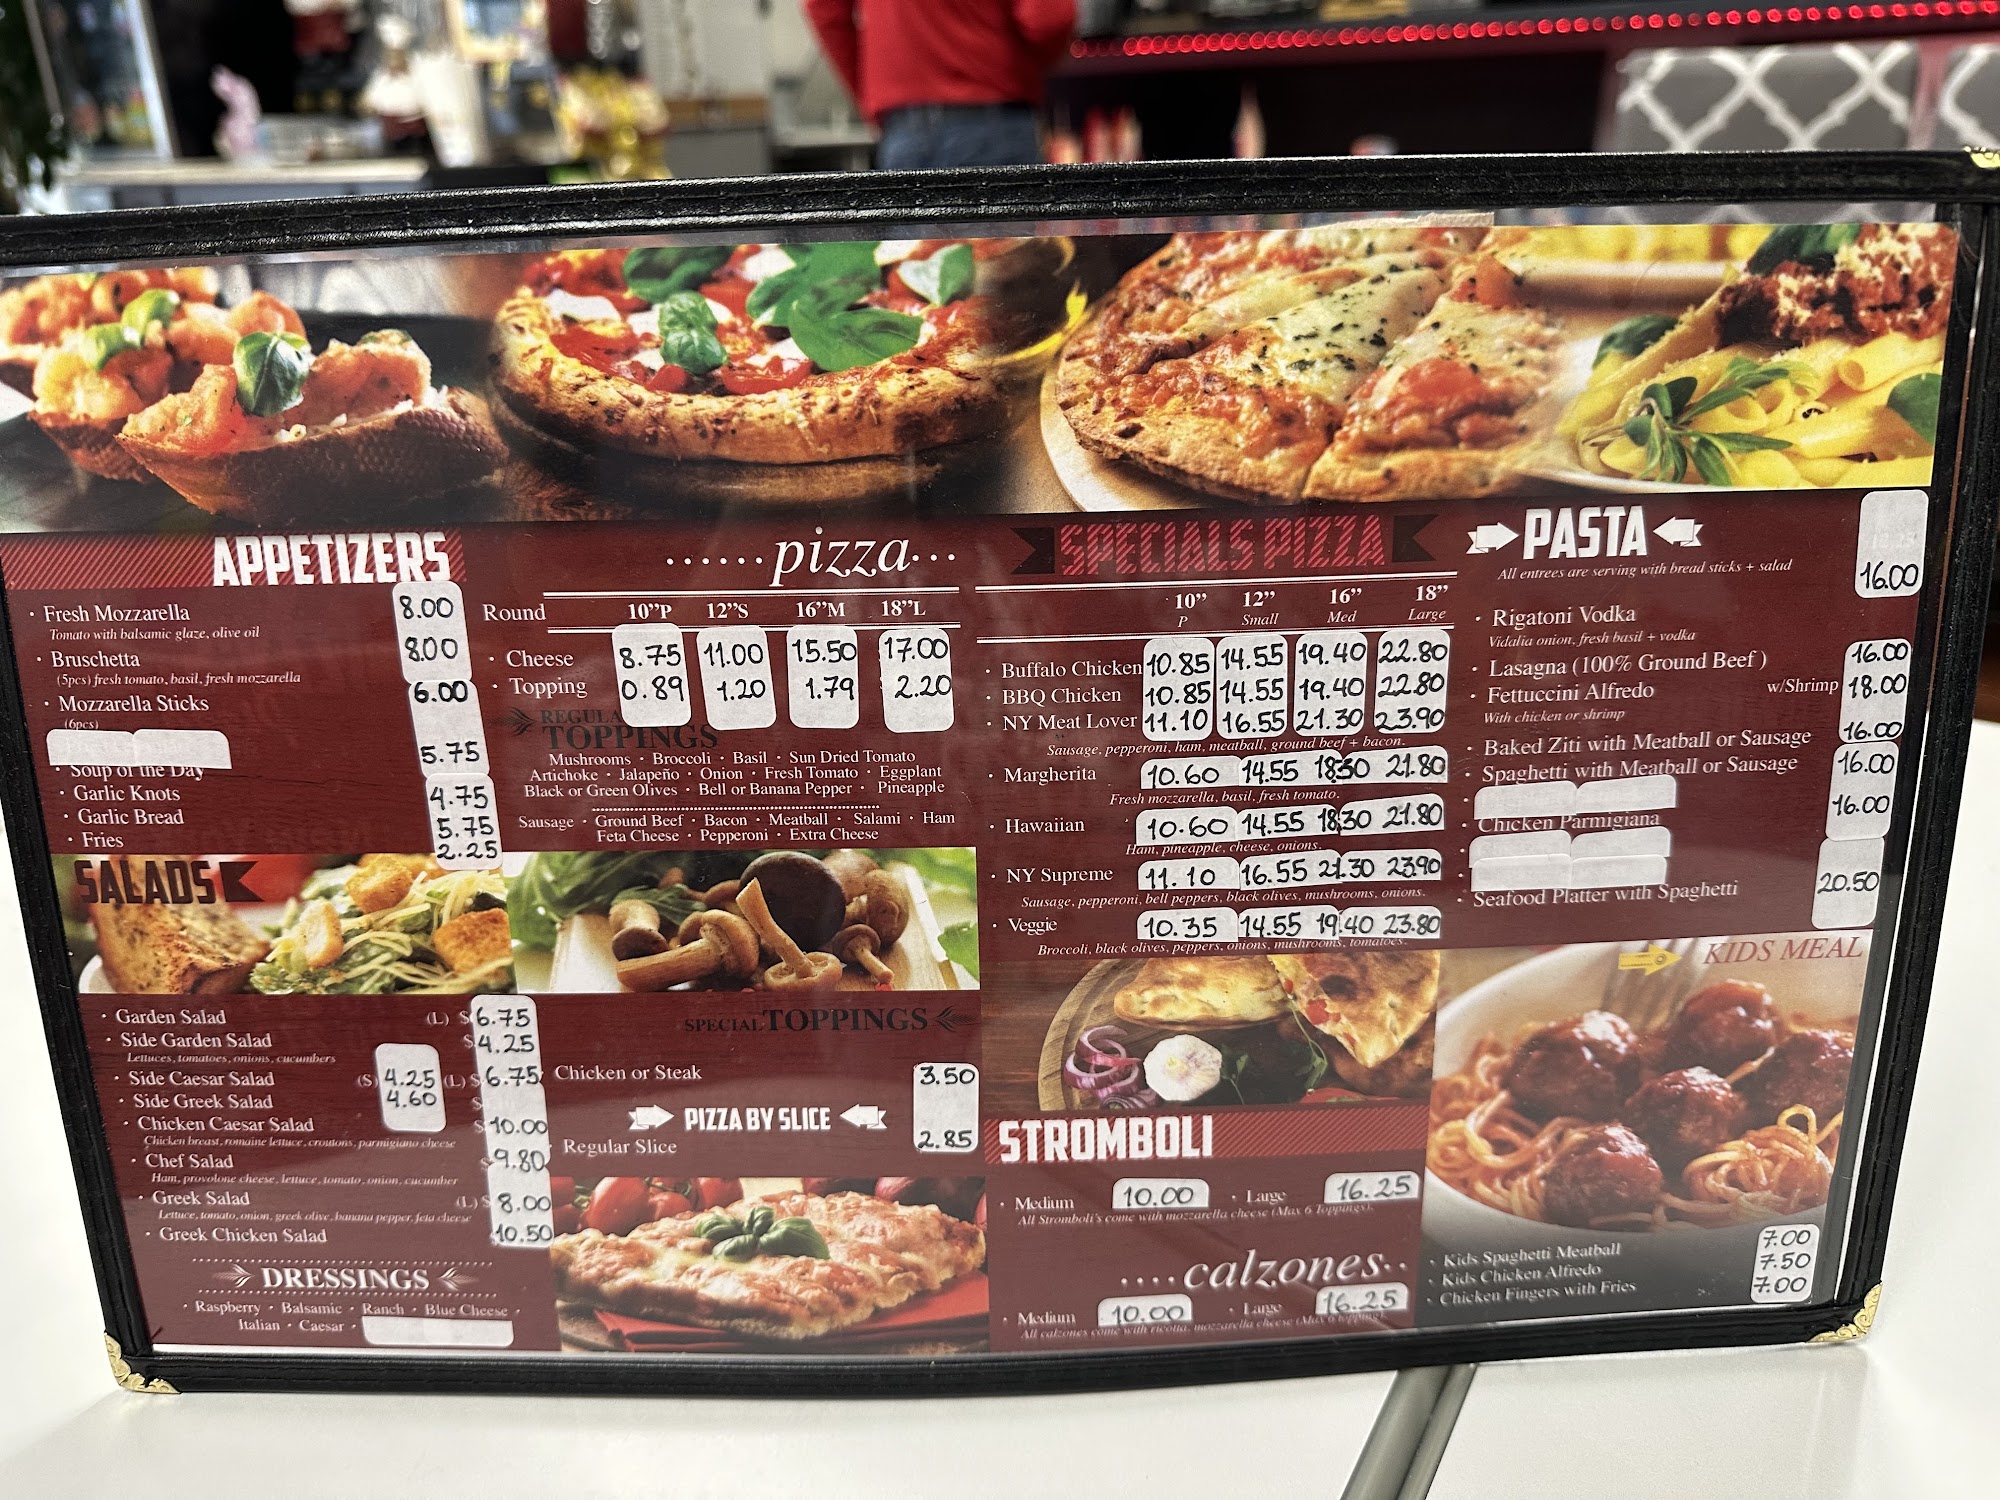 APPETIZERS
· Fresh Mozzarella 8.00
Tomato with balsamic glaze, olive oil
· Bruschetta 8.00
(5pcs) fresh tomato, basil, fresh mozzarella
· Mozzarella Sticks 6.00
(6pcs)
· Soup of the Day 5.75
· Garlic Knots 4.75
· Garlic Bread 5.75
· Fries 2.25
SALADS
· Garden Salad (L) $6.75
· Side Garden Salad $4.25
Lettuces, tomatoes, onions, cucumbers
· Side Caesar Salad (S) 4.25 (L) $6.75
· Side Greek Salad 4.60 $
· Chicken Caesar Salad $10.00
Chicken breast, romaine lettuce, croutons, parmigiano cheese
· Chef Salad $9.80
Ham, provolone cheese, lettuce, tomato, onion, cucumber
· Greek Salad (L) $8.00
Lettuce, tomato, onion, greek olive, banana pepper, feta cheese
· Greek Chicken Salad 10.50
DRESSINGS
· Raspberry · Balsamic · Ranch · Blue Cheese ·
Italian · Caesar ·
······pizza···
Round 10"P 12"S 16"M 18"L
· Cheese 8.75 11.00 15.50 17.00
· Topping 0.89 1.20 1.79 2.20
REGULA
TOPPINGS
Mushrooms · Broccoli · Basil · Sun Dried Tomato
Artichoke · Jalapeño · Onion · Fresh Tomato · Eggplant
Black or Green Olives · Bell or Banana Pepper · Pineapple
Sausage · Ground Beef · Bacon · Meatball · Salami · Ham
Feta Cheese · Pepperoni · Extra Cheese
SPECIAL TOPPINGS
Chicken or Steak 3.50
PIZZA BY SLICE
Regular Slice 2.85
SPECIALS PIZZA
10" 12" 16" 18"
P Small Med Large
· Buffalo Chicken 10.85 14.55 19.40 22.80
· BBQ Chicken 10.85 14.55 19.40 22.80
· NY Meat Lover 11.10 16.55 21.30 23.90
Sausage, pepperoni, ham, meatball, ground beef + bacon.
· Margherita 10.60 14.55 18.30 21.80
Fresh mozzarella, basil, fresh tomato.
· Hawaiian 10.60 14.55 18.30 21.80
Ham, pineapple, cheese, onions.
· NY Supreme 11.10 16.55 21.30 23.90
Sausage, pepperoni, bell peppers, black olives, mushrooms, onions.
· Veggie 10.35 14.55 19.40 23.80
Broccoli, black olives, peppers, onions, mushrooms, tomatoes.
STROMBOLI
· Medium 10.00 · Large 16.25
All Stromboli's come with mozzarella cheese (Max 6 Toppings).
····calzones··
· Medium 10.00 · Large 16.25
All calzones come with ricotta, mozzarella cheese (Max 6 topping)
PASTA
All entrees are serving with bread sticks + salad
16.00
· Rigatoni Vodka
Vidalia onion, fresh basil + vodka
· Lasagna (100% Ground Beef ) 16.00
· Fettuccini Alfredo w/Shrimp 18.00
With chicken or shrimp
· Baked Ziti with Meatball or Sausage 16.00
· Spaghetti with Meatball or Sausage 16.00
· Chicken Parmigiana 16.00
· Seafood Platter with Spaghetti 20.50
KIDS MEAL
· Kids Spaghetti Meatball 7.00
· Kids Chicken Alfredo 7.50
· Chicken Fingers with Fries 7.00